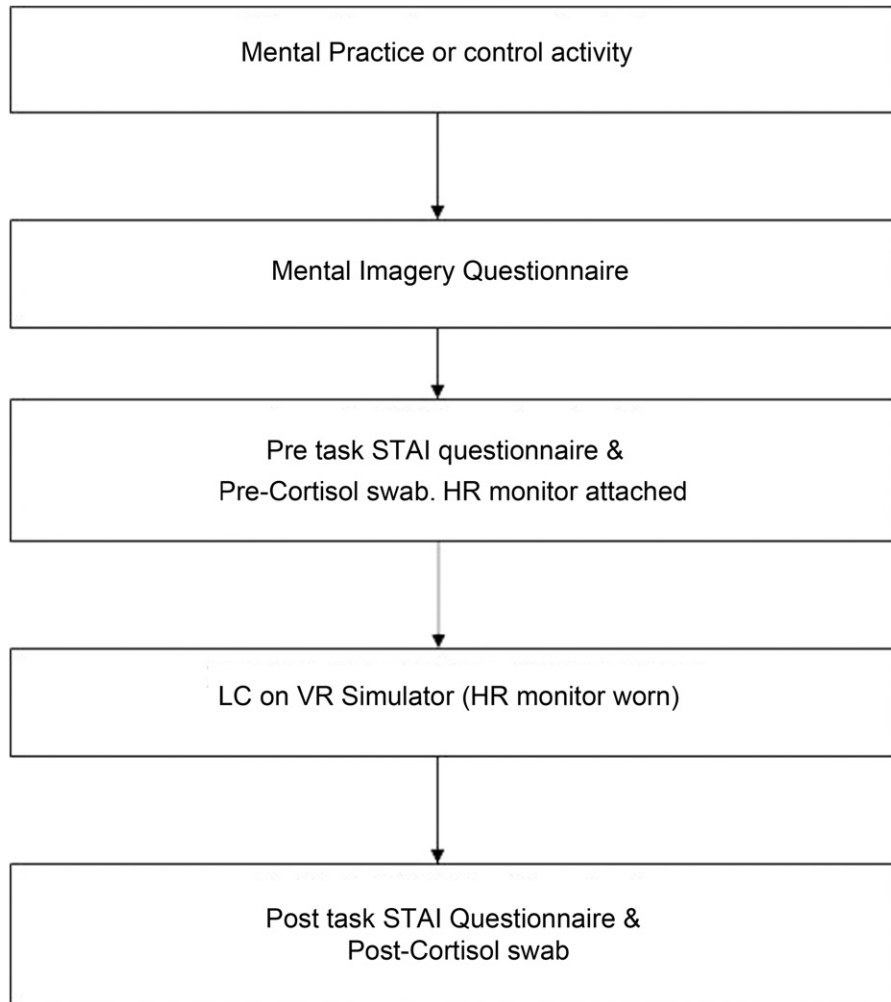 Mental Practice or control activity
Mental Imagery Questionnaire
Pre task STAI questionnaire &
Pre-Cortisol swab. HR monitor attached
LC on VR Simulator (HR monitor worn)
Post task STAI Questionnaire &
Post-Cortisol swab